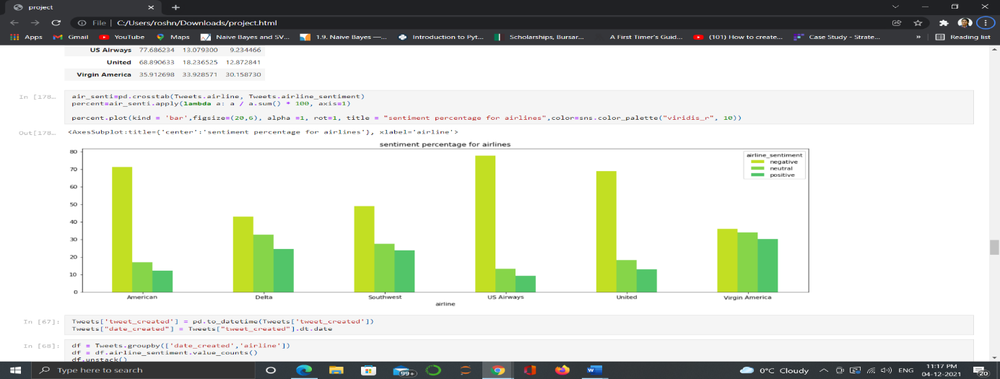 project
File | C:/Users/roshn/Downloads/project.html
Apps Gmail YouTube Maps Naive Bayes and SV... 1.9. Naive Bayes —... Introduction to Pyt... Scholarships, Bursar... A First Timer's Guid... (101) How to create... Case Study - Strate... » Reading list
US Airways 77.686234 13.079300 9.234466
United 68.890633 18.236525 12.872841
Virgin America 35.912698 33.928571 30.158730
In [178... air_senti=pd.crosstab(Tweets.airline, Tweets.airline_sentiment)
percent=air_senti.apply(lambda a: a / a.sum() * 100, axis=1)
percent.plot(kind = 'bar',figsize=(20,6), alpha =1, rot=1, title = "sentiment percentage for airlines",color=sns.color_palette("viridis_r", 10))
Out[178... <AxesSubplot:title={'center':'sentiment percentage for airlines'}, xlabel='airline'>
sentiment percentage for airlines
airline_sentiment
negative
neutral
positive
80
70
60
50
40
30
20
10
0
American Delta Southwest US Airways United Virgin America
airline
In [67]: Tweets['tweet_created'] = pd.to_datetime(Tweets['tweet_created'])
Tweets["date_created"] = Tweets["tweet_created"].dt.date
In [68]: df = Tweets.groupby(['date_created','airline'])
df = df.airline_sentiment.value_counts()
df.unstack()
Type here to search 99+ 0°C Cloudy ENG 11:17 PM
04-12-2021 20